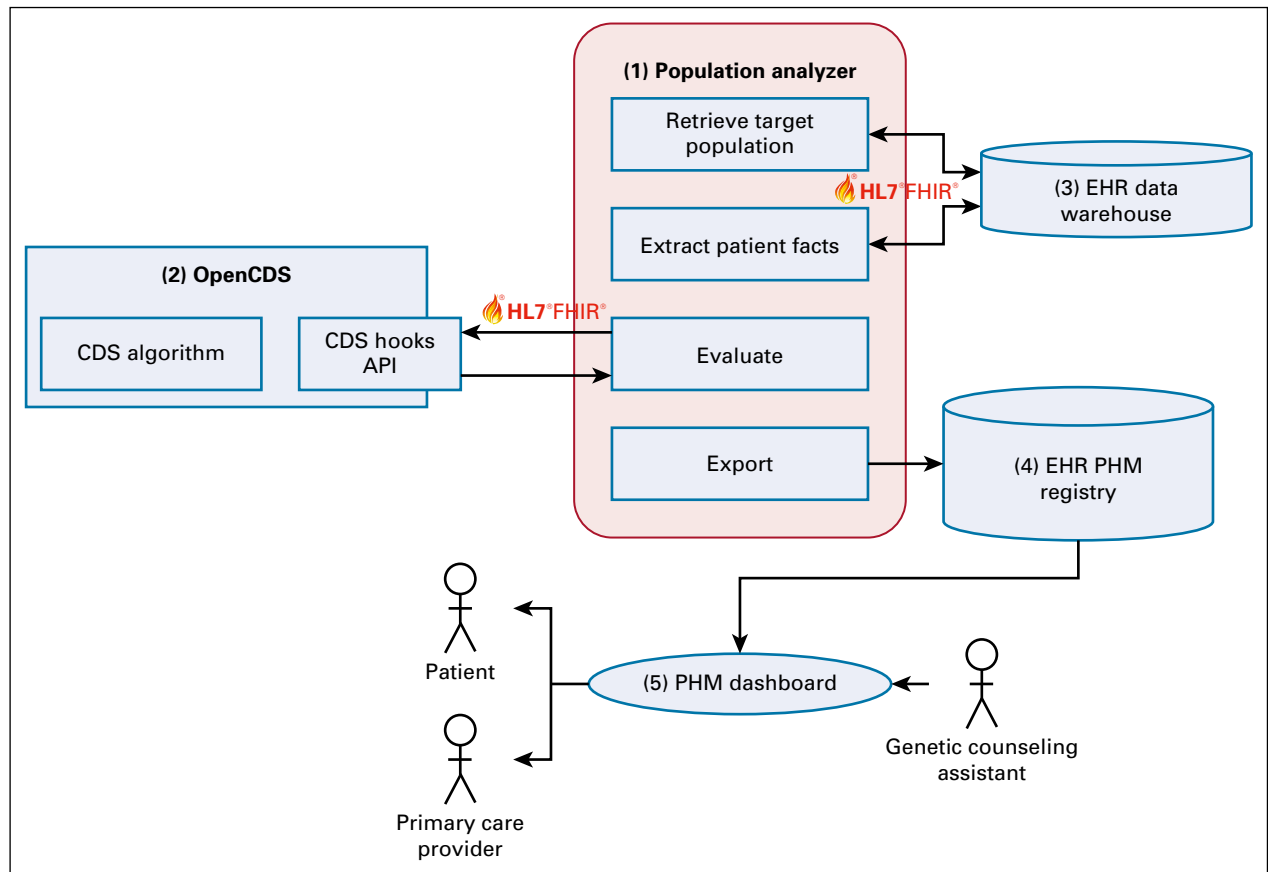 (1) Population analyzer
Retrieve target
population
HL7®FHIR®
(3) EHR data
warehouse
Extract patient facts
(2) OpenCDS
CDS algorithm
CDS hooks
API
®HL7®FHIR®
Evaluate
Export
(4) EHR PHM
registry
Patient
(5) PHM dashboard
Genetic counseling
assistant
Primary care
provider